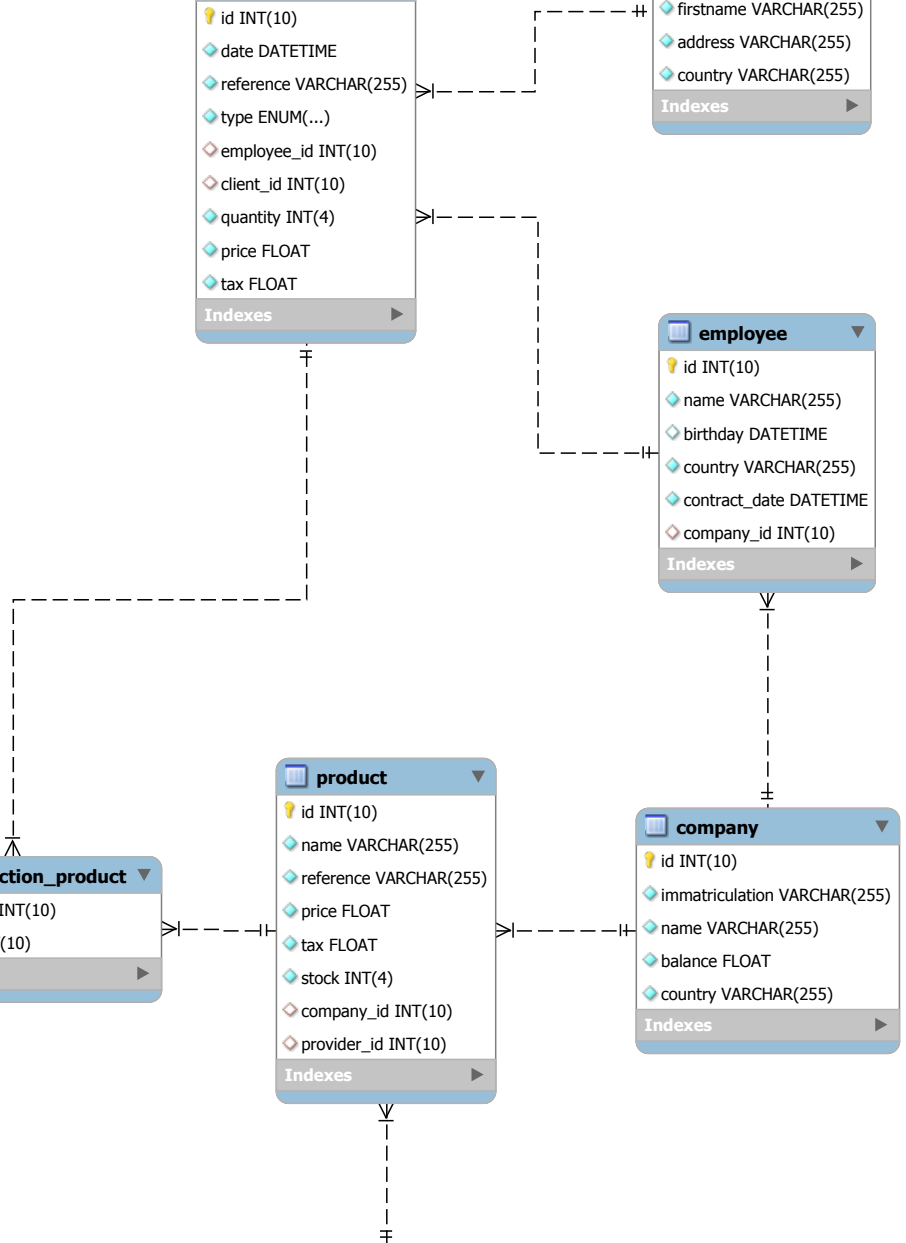 id INT(10)
date DATETIME
reference VARCHAR(255)
type ENUM(...)
employee_id INT(10)
client_id INT(10)
quantity INT(4)
price FLOAT
tax FLOAT
Indexes
firstname VARCHAR(255)
address VARCHAR(255)
country VARCHAR(255)
Indexes
employee
id INT(10)
name VARCHAR(255)
birthday DATETIME
country VARCHAR(255)
contract_date DATETIME
company_id INT(10)
Indexes
ction_product
INT(10)
(10)
product
id INT(10)
name VARCHAR(255)
reference VARCHAR(255)
price FLOAT
tax FLOAT
stock INT(4)
company_id INT(10)
provider_id INT(10)
Indexes
company
id INT(10)
immatriculation VARCHAR(255)
name VARCHAR(255)
balance FLOAT
country VARCHAR(255)
Indexes